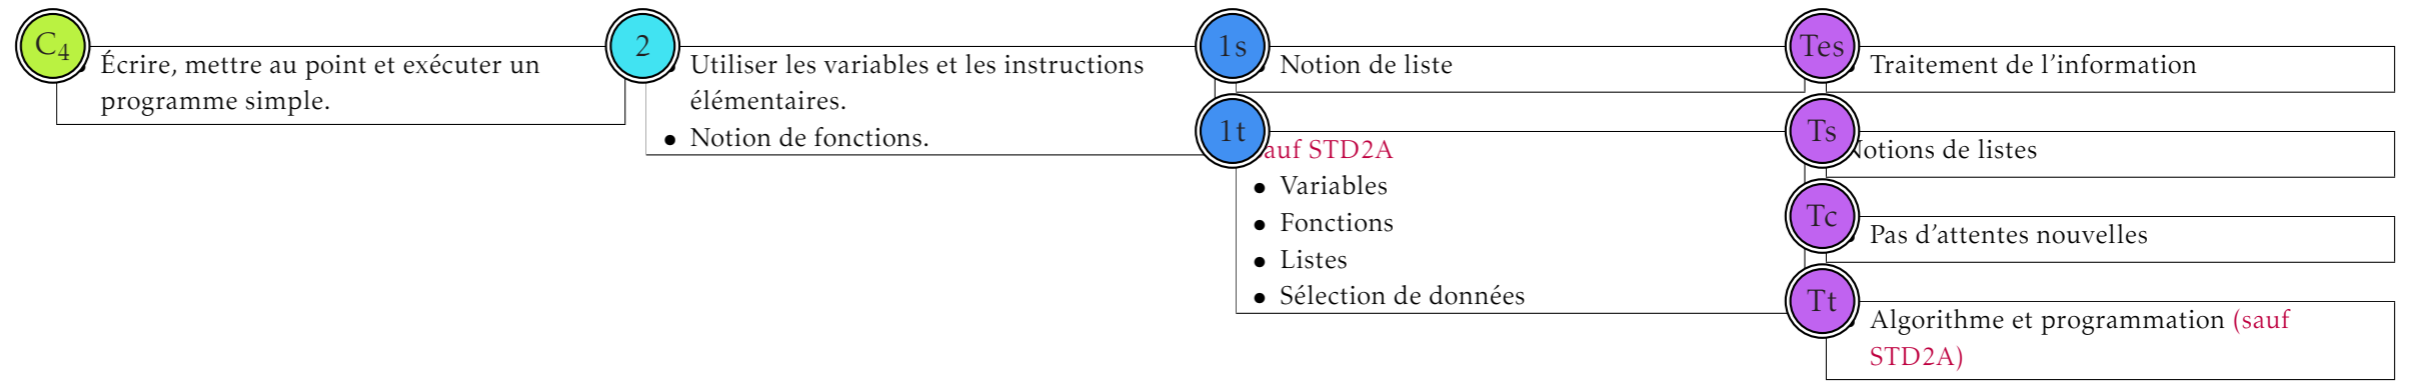 C4
Écrire, mettre au point et exécuter un
programme simple.
2
Utiliser les variables et les instructions
élémentaires.
• Notion de fonctions.
1s
Notion de liste
1t
auf STD2A
• Variables
• Fonctions
• Listes
• Sélection de données
Tes
Traitement de l'information
Ts
Notions de listes
Tc
Pas d'attentes nouvelles
Tt
Algorithme et programmation (sauf
STD2A)